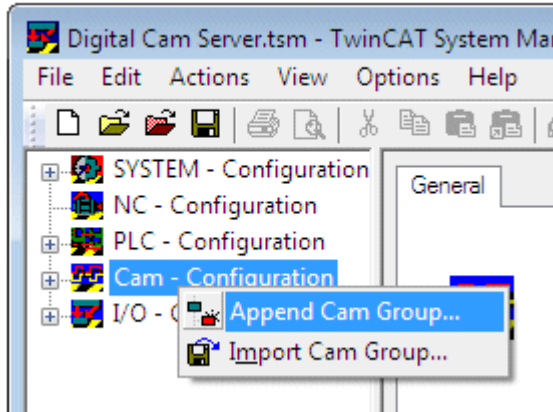 Digital Cam Server.tsm - TwinCAT System Ma
File Edit Actions View Options Help
SYSTEM - Configuration
General
NC - Configuration
PLC - Configuration
Cam - Configuration
I/O -
Append Cam Group...
Import Cam Group...